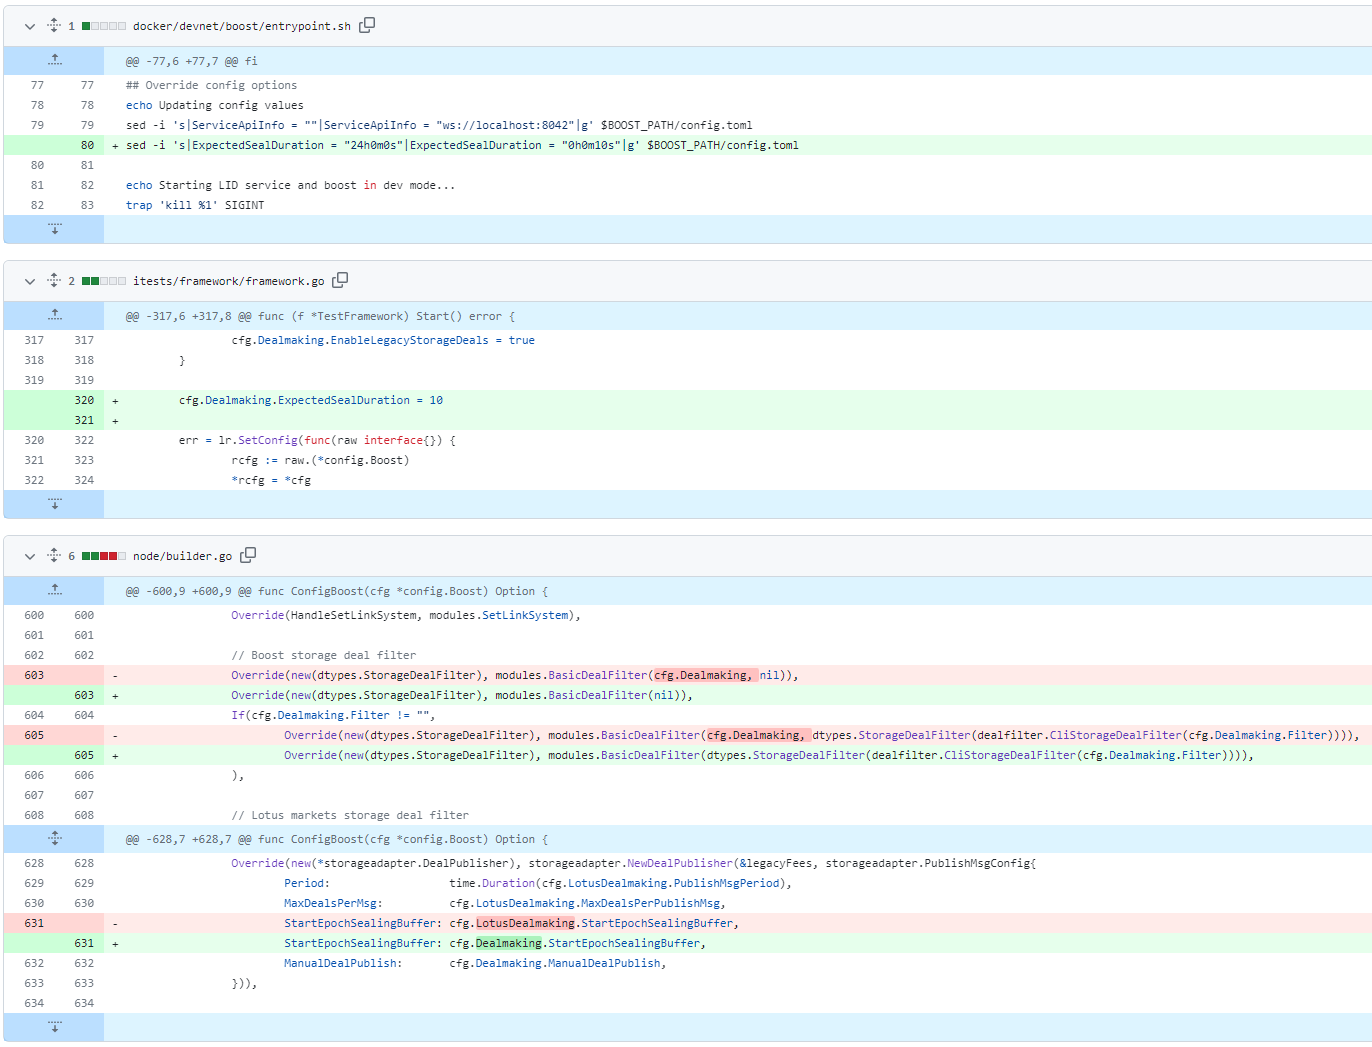 1 docker/devnet/boost/entrypoint.sh
@@ -77,6 +77,7 @@ fi
77 77 ## Override config options
78 78 echo Updating config values
79 79 sed -i 's|ServiceApiInfo = ""|ServiceApiInfo = "ws://localhost:8042"|g' $BOOST_PATH/config.toml
80 + sed -i 's|ExpectedSealDuration = "24h0m0s"|ExpectedSealDuration = "0h0m10s"|g' $BOOST_PATH/config.toml
80 81
81 82 echo Starting LID service and boost in dev mode...
82 83 trap 'kill %1' SIGINT
2 itests/framework/framework.go
@@ -317,6 +317,8 @@ func (f *TestFramework) Start() error {
317 317 cfg.Dealmaking.EnableLegacyStorageDeals = true
318 318 }
319 319
320 + cfg.Dealmaking.ExpectedSealDuration = 10
321 +
320 322 err = lr.SetConfig(func(raw interface{}) {
321 323 rcfg := raw.(*config.Boost)
322 324 *rcfg = *cfg
6 node/builder.go
@@ -600,9 +600,9 @@ func ConfigBoost(cfg *config.Boost) Option {
600 600 Override(HandleSetLinkSystem, modules.SetLinkSystem),
601 601
602 602 // Boost storage deal filter
603 - Override(new(dtypes.StorageDealFilter), modules.BasicDealFilter(cfg.Dealmaking, nil)),
603 + Override(new(dtypes.StorageDealFilter), modules.BasicDealFilter(nil)),
604 604 If(cfg.Dealmaking.Filter != "",
605 - Override(new(dtypes.StorageDealFilter), modules.BasicDealFilter(cfg.Dealmaking, dtypes.StorageDealFilter(dealfilter.CliStorageDealFilter(cfg.Dealmaking.Filter)))),
605 + Override(new(dtypes.StorageDealFilter), modules.BasicDealFilter(dtypes.StorageDealFilter(dealfilter.CliStorageDealFilter(cfg.Dealmaking.Filter)))),
606 606 ),
607 607
608 608 // Lotus markets storage deal filter
@@ -628,7 +628,7 @@ func ConfigBoost(cfg *config.Boost) Option {
628 628 Override(new(*storageadapter.DealPublisher), storageadapter.NewDealPublisher(&legacyFees, storageadapter.PublishMsgConfig{
629 629 Period: time.Duration(cfg.LotusDealmaking.PublishMsgPeriod),
630 630 MaxDealsPerMsg: cfg.LotusDealmaking.MaxDealsPerPublishMsg,
631 - StartEpochSealingBuffer: cfg.LotusDealmaking.StartEpochSealingBuffer,
631 + StartEpochSealingBuffer: cfg.Dealmaking.StartEpochSealingBuffer,
632 632 ManualDealPublish: cfg.Dealmaking.ManualDealPublish,
633 633 })),
634 634